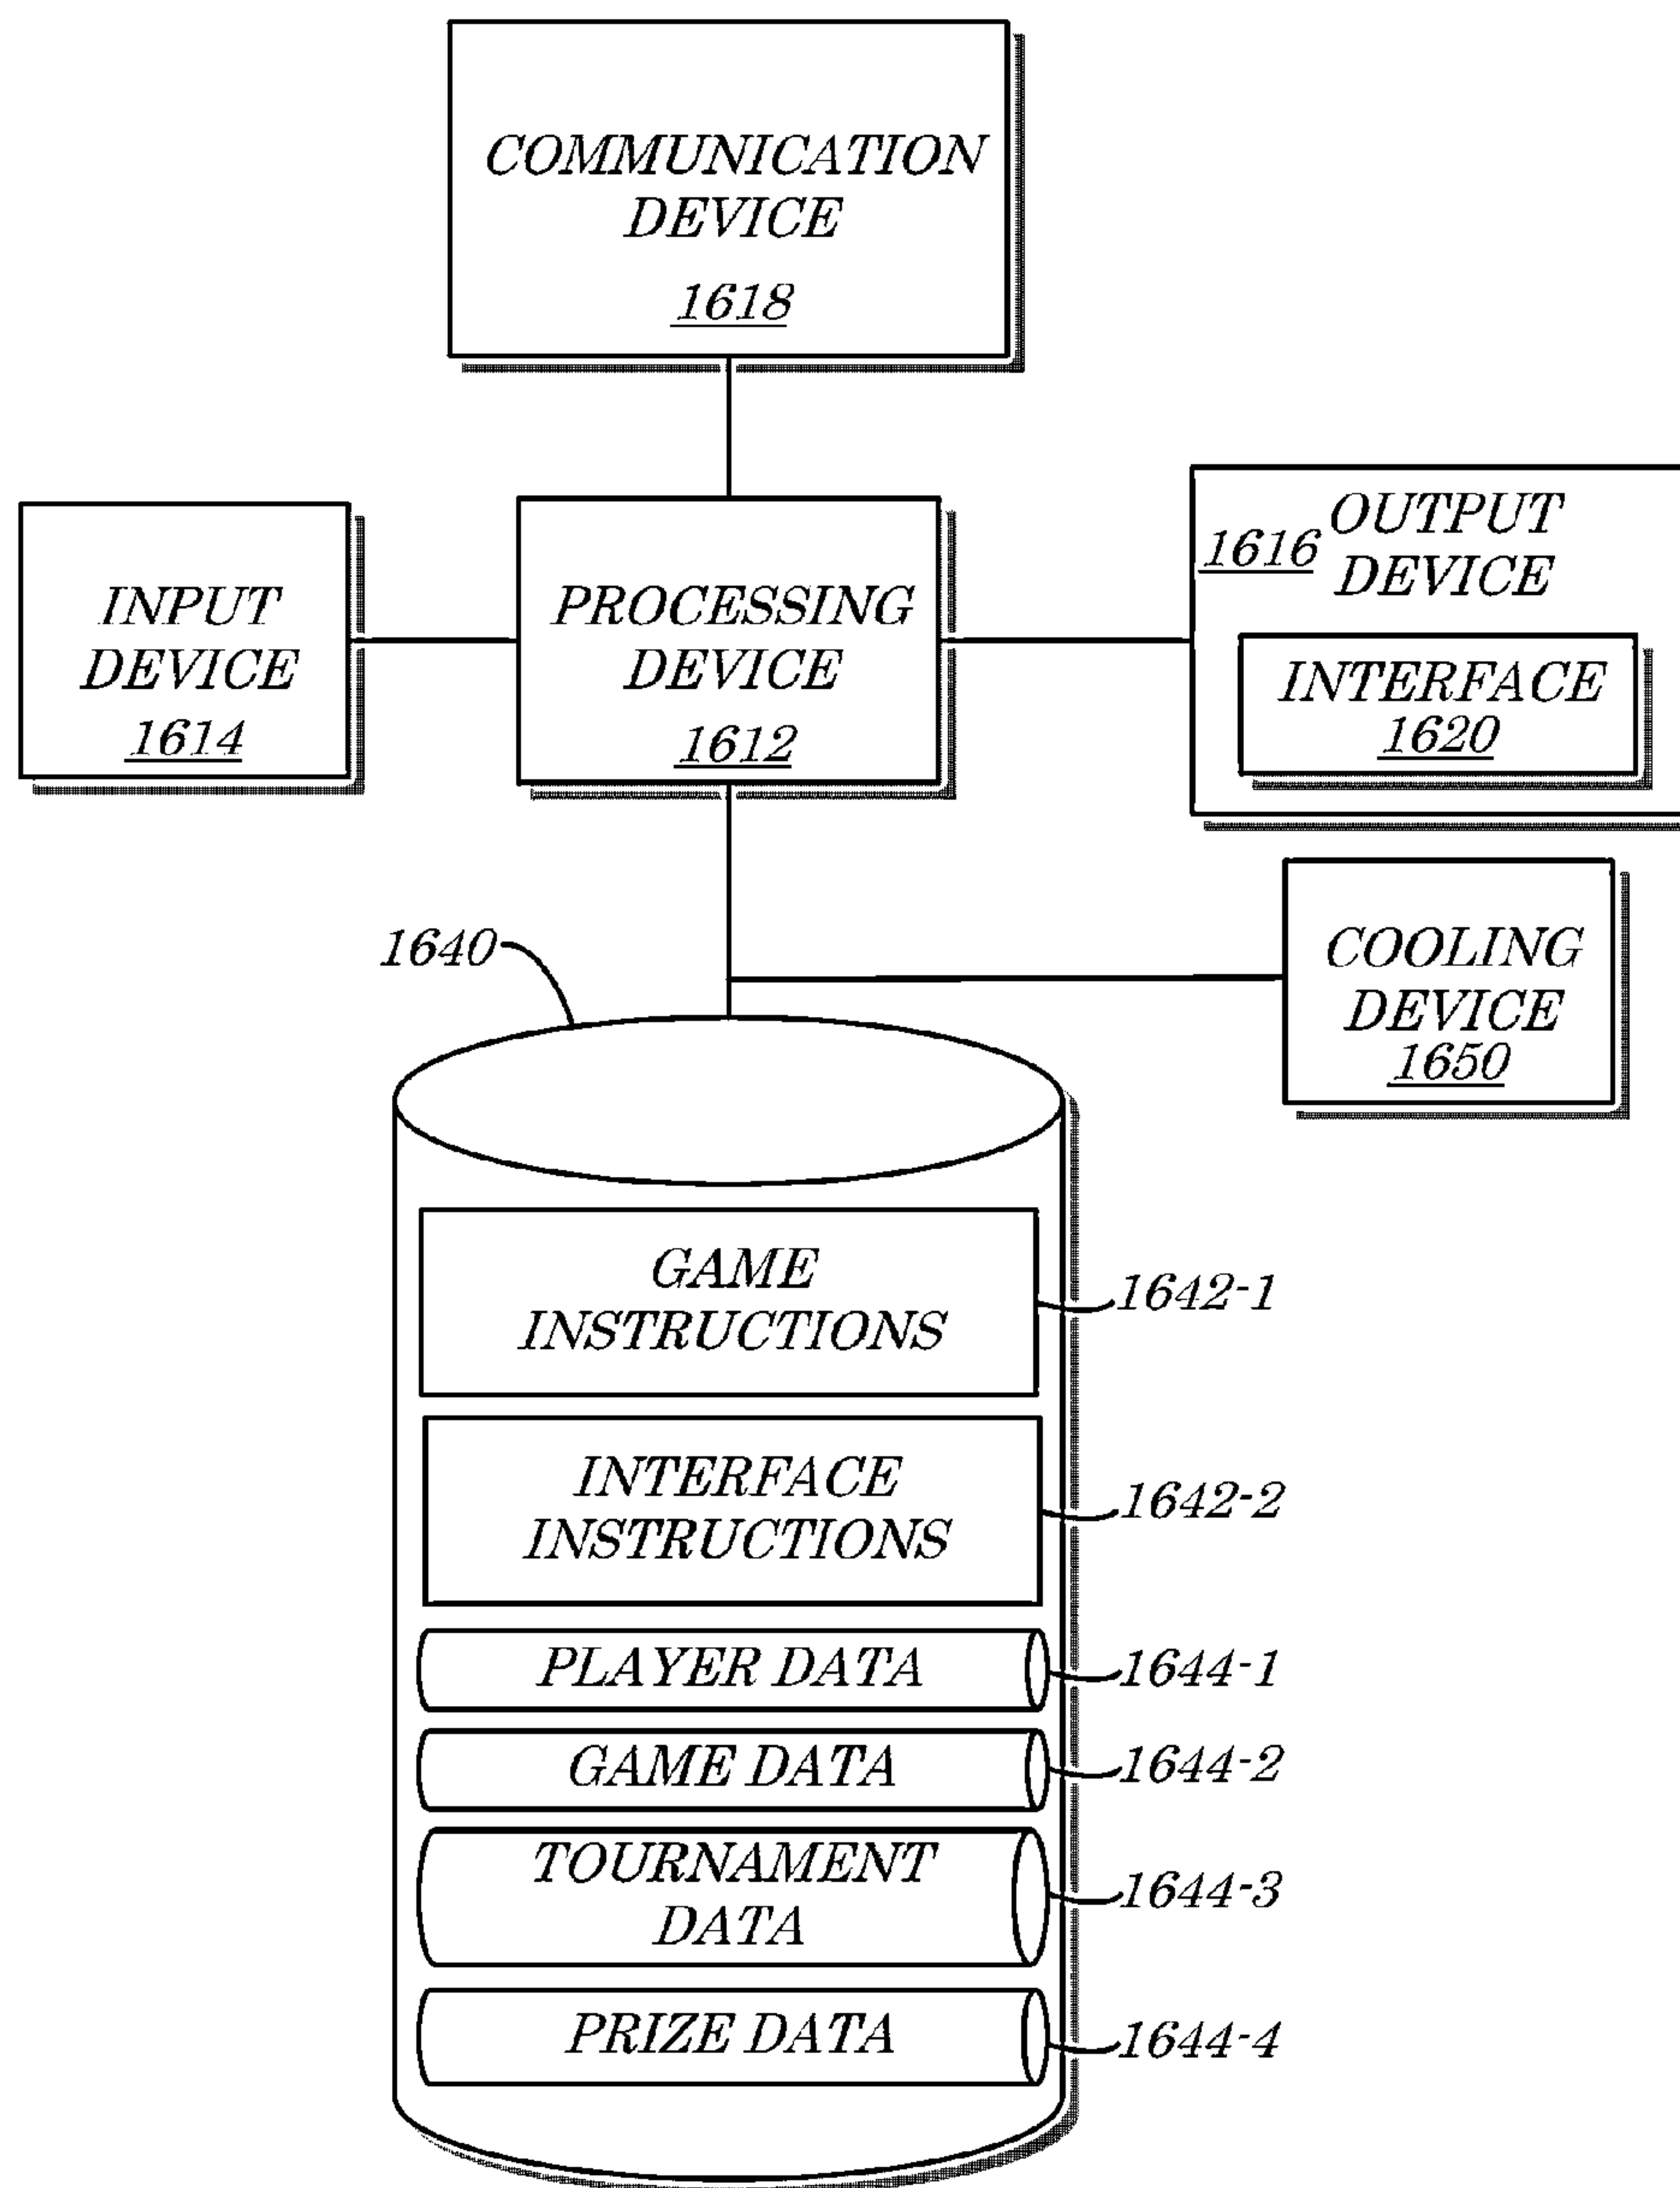 COMMUNICATION
DEVICE
1618
INPUT
DEVICE
1614
PROCESSING
DEVICE
1612
OUTPUT
1616
DEVICE
INTERFACE
1620
COOLING
DEVICE
1650
1640
GAME
INSTRUCTIONS
1642-1
INTERFACE
INSTRUCTIONS
1642-2
PLAYER DATA
1644-1
GAME DATA
1644-2
TOURNAMENT
DATA
1644-3
PRIZE DATA
1644-4